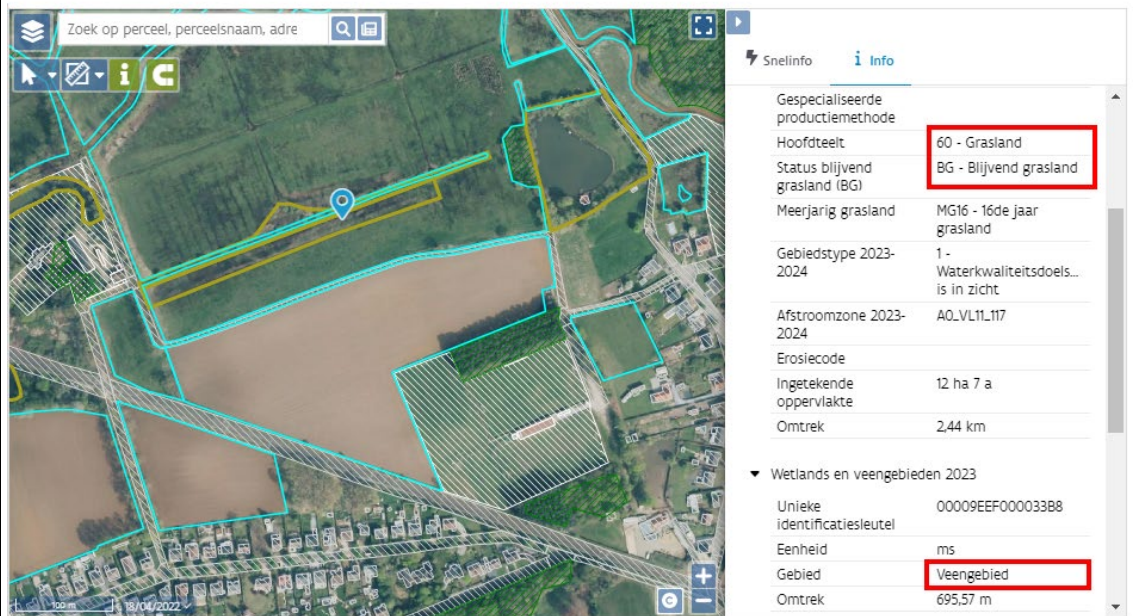 Zoek op perceel, perceelsnaam, adre
Snelinfo
Info
Gespecialiseerde
productiemethode
Hoofdteelt
60 - Grasland
Status blijvend
grasland (BG)
BG - Blijvend grasland
Meerjarig grasland
MG16 - 16de jaar
grasland
Gebiedstype 2023-
2024
1 -
Waterkwaliteitsdoels...
is in zicht
Afstroomzone 2023-
2024
A0_VL11_117
Erosiecode
Ingetekende
oppervlakte
12 ha 7 a
Omtrek
2,44 km
Wetlands en veengebieden 2023
Unieke
identificatiesleutel
00009EEF000033B8
Eenheid
ms
Gebied
Veengebied
Omtrek
695,57 m
100 m
18/04/2022